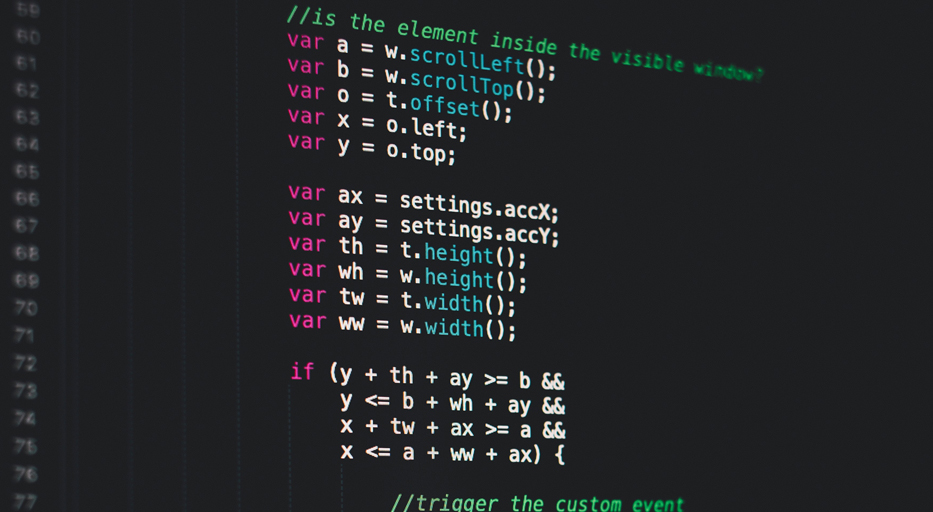 59
60
61
62
63
64
65
66
67
68
69
70
71
72
73
74
75
76
77
//is the element inside the visible window?
var a = w.scrollLeft();
var b = w.scrollTop();
var o = t.offset();
var x = o.left;
var y = o.top;
var ax = settings.accX;
var ay = settings.accY;
var th = t.height();
var wh = w.height();
var tw = t.width();
var ww = w.width();
if (y + th + ay >= b &&
y <= b + wh + ay &&
x + tw + ax >= a &&
x <= a + ww + ax) {
//trigger the custom event